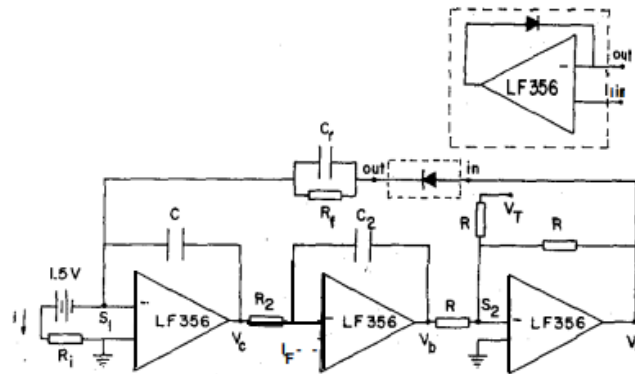 out
LF356
in
C_f
out
in
R_f
V_T
R
R
C
C_2
1.5V
S_1
−
R_2
−
R
S_2
−
i
R_i
LF356
V_c
I_F
LF356
V_b
LF356
V